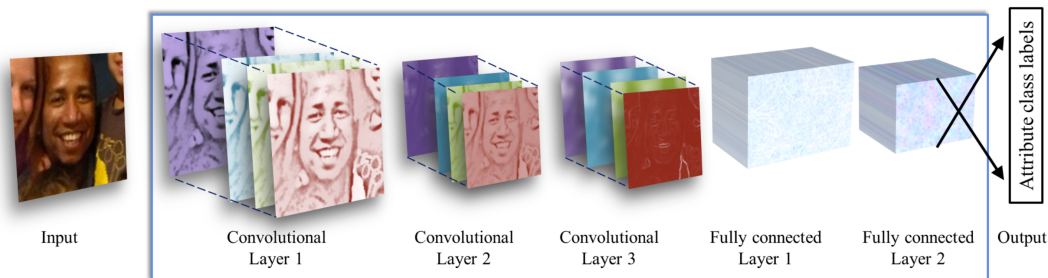 Attribute class labels
Input
Convolutional
Layer 1
Convolutional
Layer 2
Convolutional
Layer 3
Fully connected
Layer 1
Fully connected
Layer 2
Output